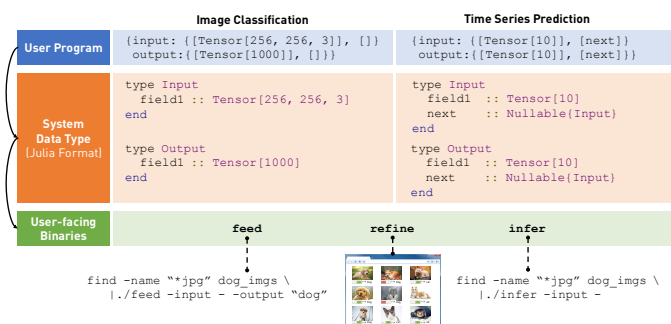 Image Classification
Time Series Prediction
User Program
{input: {[Tensor[256, 256, 3]], []}
output:{[Tensor[1000]], []}}
{input: {[Tensor[10]], [next]}
output:{[Tensor[10]], [next]}}
System
Data Type
(Julia Format)
type Input
field1 :: Tensor[256, 256, 3]
end
type Output
field1 :: Tensor[1000]
end
type Input
field1 :: Tensor[10]
next :: Nullable{Input}
end
type Output
field1 :: Tensor[10]
next :: Nullable{Input}
end
User-facing
Binaries
feed
refine
infer
find -name “*jpg” dog_imgs \
|./feed -input - -output “dog”
find -name “*jpg” dog_imgs \
|./infer -input -